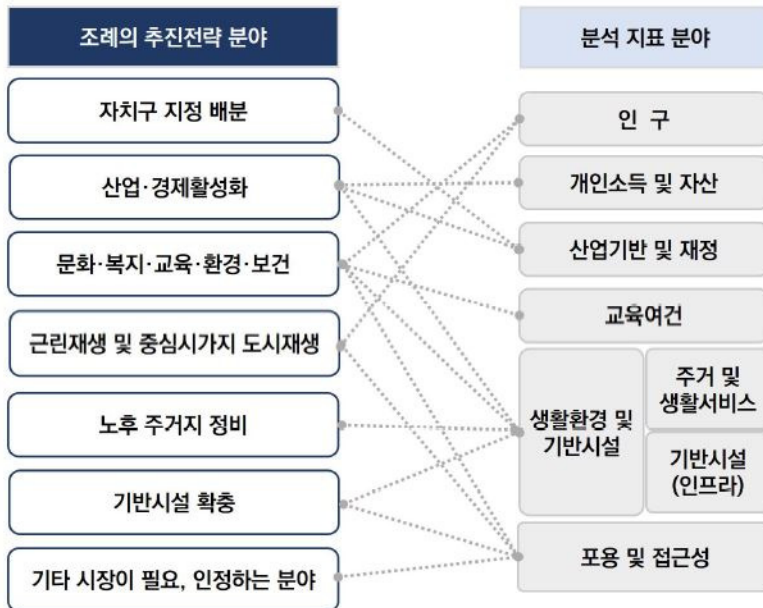 조례의 추진전략 분야
자치구 지정 배분
산업·경제활성화
문화·복지·교육·환경·보건
근린재생 및 중심시가지 도시재생
노후 주거지 정비
기반시설 확충
기타 시장이 필요, 인정하는 분야
분석 지표 분야
인 구
개인소득 및 자산
산업기반 및 재정
교육여건
생활환경 및
기반시설
주거 및
생활서비스
기반시설
(인프라)
포용 및 접근성